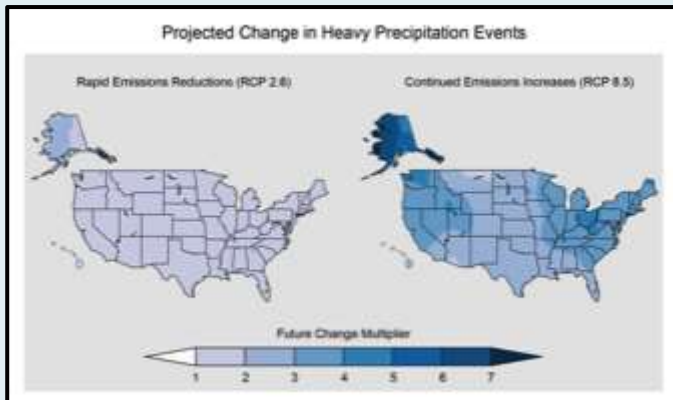 Projected Change in Heavy Precipitation Events
Rapid Emissions Reductions (RCP 2.6)
Continued Emissions Increases (RCP 8.5)
Future Change Multiplier
1 2 3 4 5 6 7